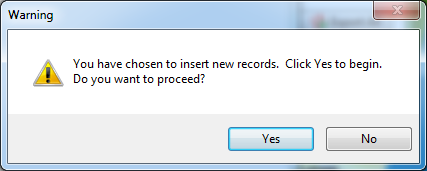 Warning
You have chosen to insert new records.  Click Yes to begin.
Do you want to proceed?
Yes
No